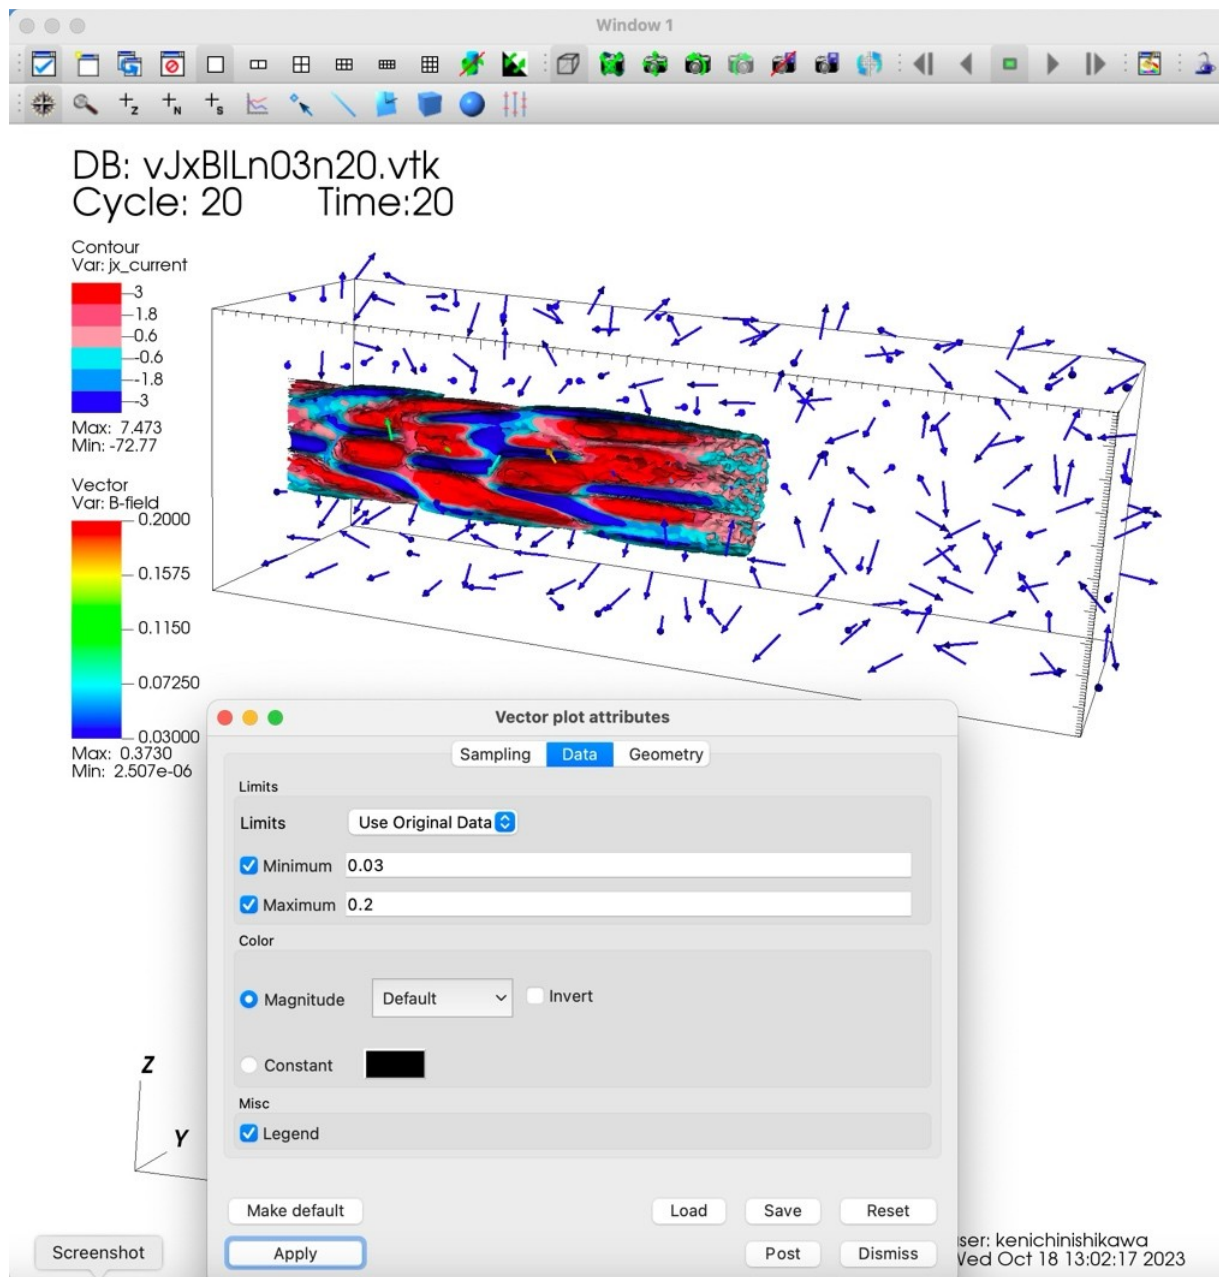 Window 1
DB: vJxBILn03n20.vtk
Cycle: 20 Time:20
Contour
Var: jx_current
3
1.8
0.6
-0.6
-1.8
-3
Max: 7.473
Min: -72.77
Vector
Var: B-field
0.2000
0.1575
0.1150
0.07250
0.03000
Max: 0.3730
Min: 2.507e-06
Vector plot attributes
Sampling Data Geometry
Limits
Limits Use Original Data
Minimum 0.03
Maximum 0.2
Color
Magnitude Default Invert
Constant
Misc
Legend
Z
Y
Make default Load Save Reset
Apply Post Dismiss
Screenshot
ser: kenichinishikawa
Wed Oct 18 13:02:17 2023